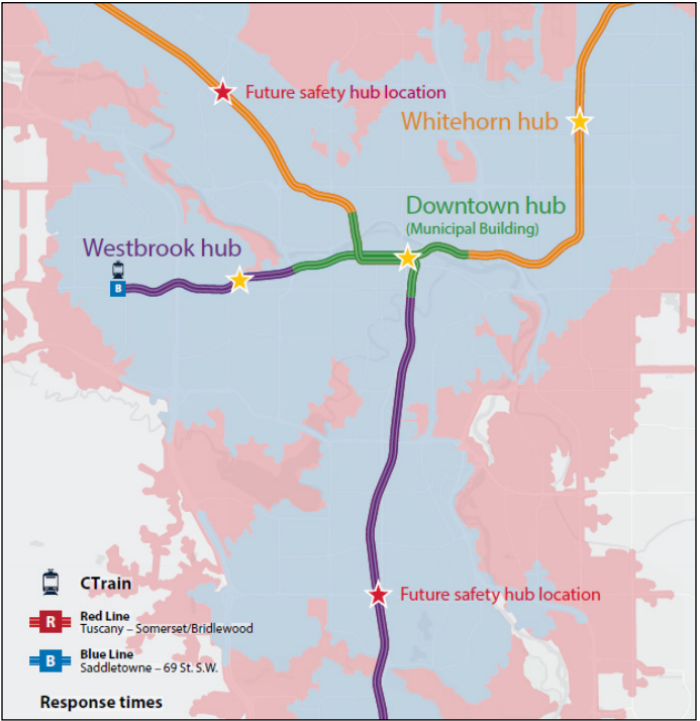 Future safety hub location
Whitehorn hub
Downtown hub
(Municipal Building)
Westbrook hub
B
Future safety hub location
CTrain
R
Red Line
Tuscany – Somerset/Bridlewood
B
Blue Line
Saddletowne – 69 St. S.W.
Response times